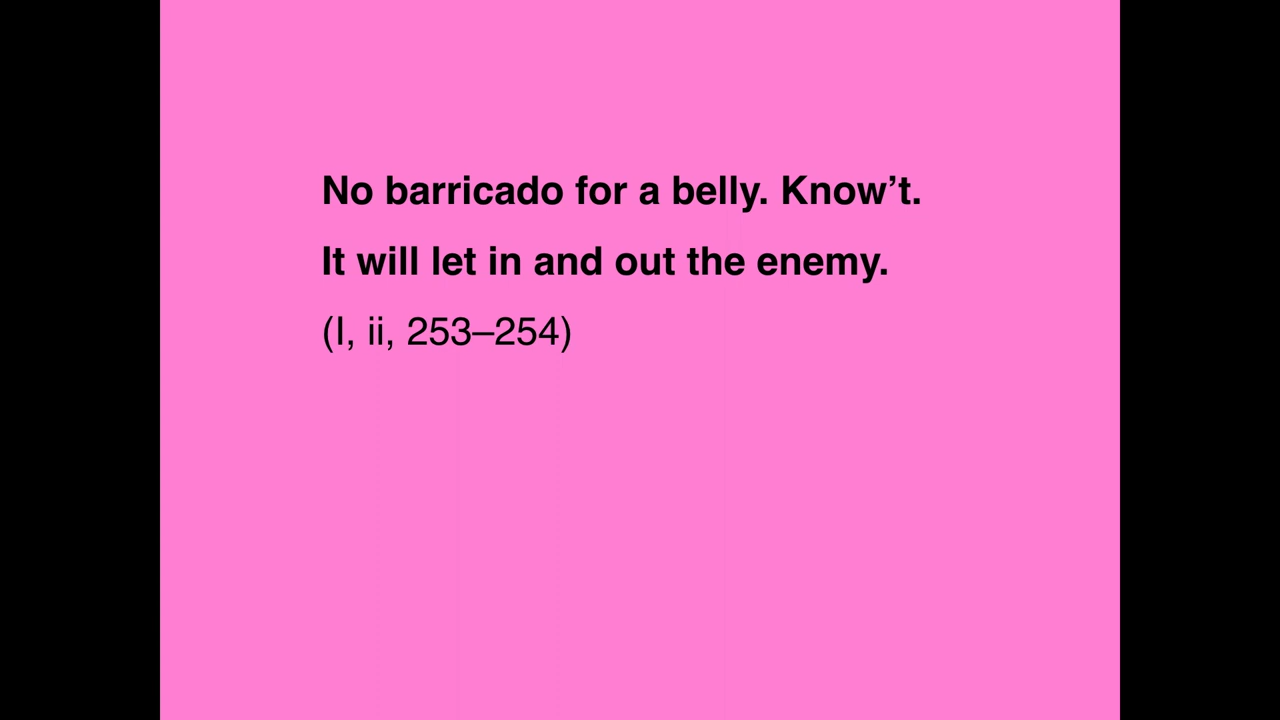 No barricado for a belly. Know’t.
It will let in and out the enemy.
(I, ii, 253–254)